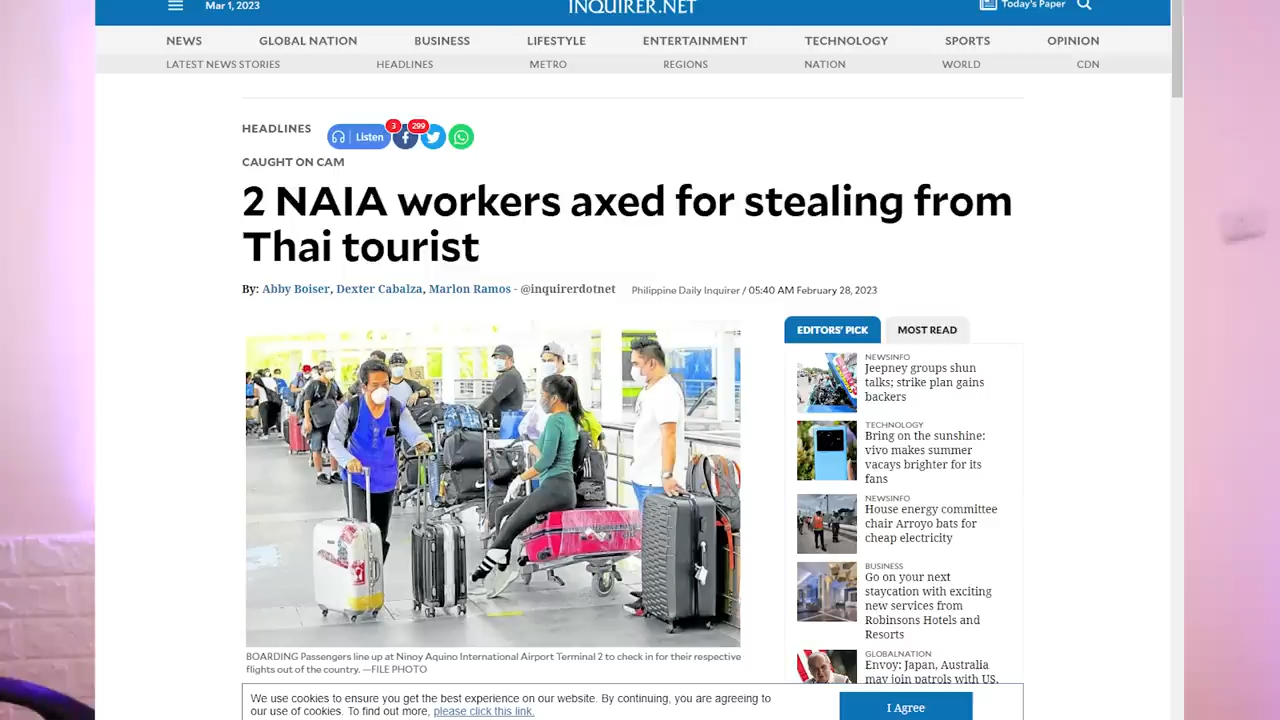 Mar 1, 2023
INQUIRER.NET
Today's Paper
NEWS GLOBAL NATION BUSINESS LIFESTYLE ENTERTAINMENT TECHNOLOGY SPORTS OPINION
LATEST NEWS STORIES HEADLINES METRO REGIONS NATION WORLD CDN
HEADLINES
Listen
3
299
CAUGHT ON CAM
2 NAIA workers axed for stealing from
Thai tourist
By: Abby Boiser, Dexter Cabalza, Marlon Ramos - @inquirerdotnet
Philippine Daily Inquirer / 05:40 AM February 28, 2023
BOARDING Passengers line up at Ninoy Aquino International Airport Terminal 2 to check in for their respective
flights out of the country. —FILE PHOTO
EDITORS' PICK
MOST READ
NEWSINFO
Jeepney groups shun
talks; strike plan gains
backers
TECHNOLOGY
Bring on the sunshine:
vivo makes summer
vacays brighter for its
fans
NEWSINFO
House energy committee
chair Arroyo bats for
cheap electricity
BUSINESS
Go on your next
staycation with exciting
new services from
Robinsons Hotels and
Resorts
GLOBALNATION
Envoy: Japan, Australia
may join patrols with US,
We use cookies to ensure you get the best experience on our website. By continuing, you are agreeing to
our use of cookies. To find out more, please click this link.
I Agree